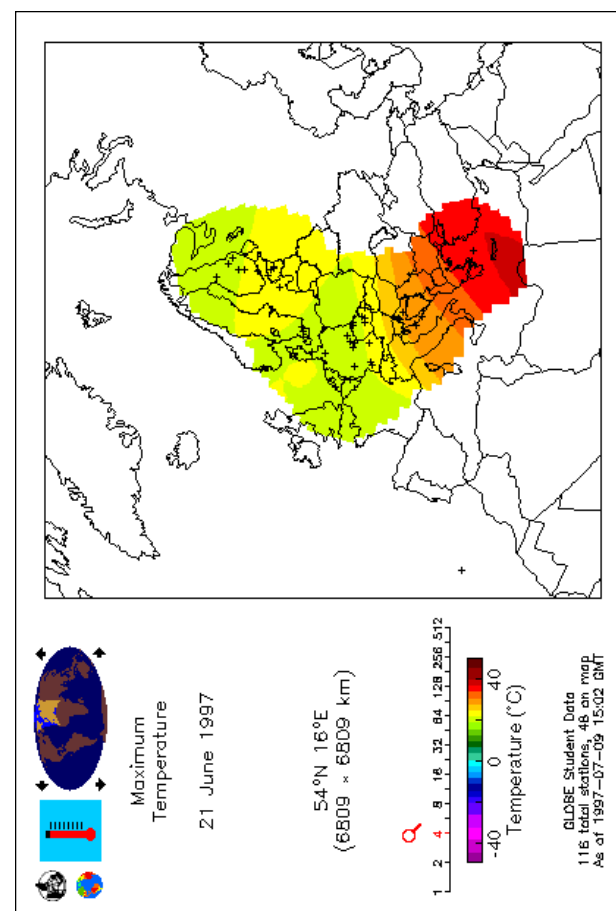 Maximum
Temperature
21 June 1997
54°N 16°E
(6809 × 6809 km)
1 2 4 8 16 32 64 128 256 512
-40 0 40
Temperature (°C)
GLOBE Student Data
116 total stations, 48 on map
As of 1997-07-09 15:02 GMT